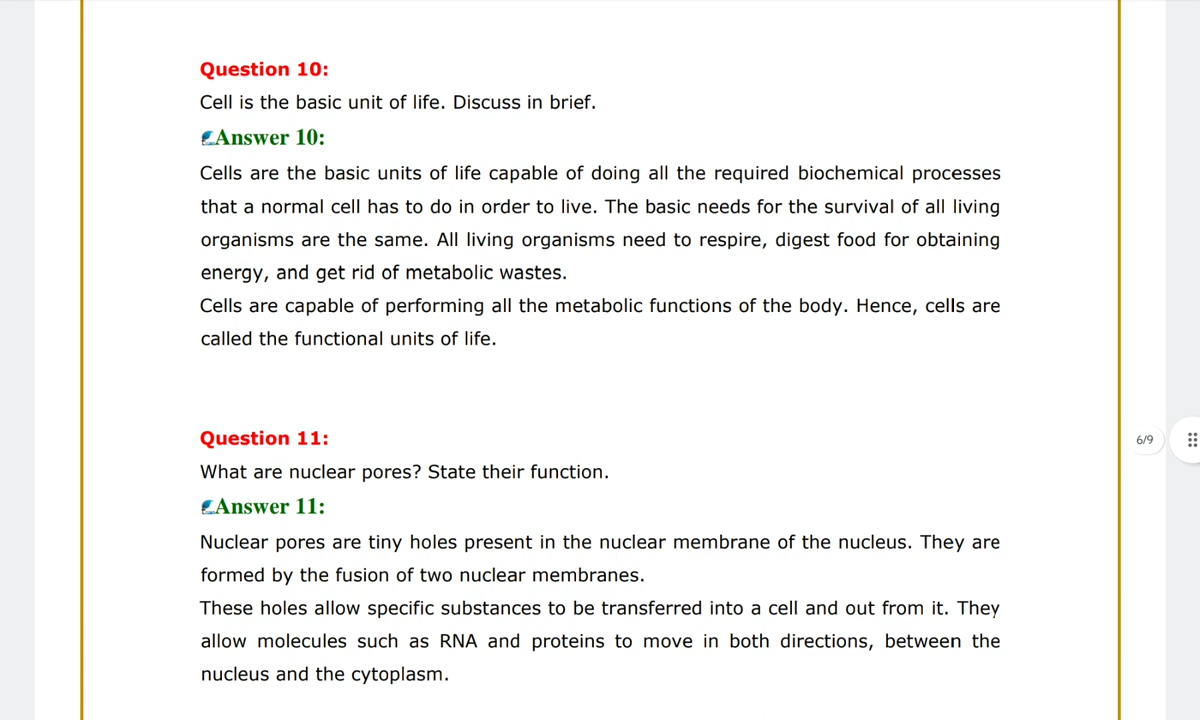 Question 10:
Cell is the basic unit of life. Discuss in brief.
Answer 10:
Cells are the basic units of life capable of doing all the required biochemical processes
that a normal cell has to do in order to live. The basic needs for the survival of all living
organisms are the same. All living organisms need to respire, digest food for obtaining
energy, and get rid of metabolic wastes.
Cells are capable of performing all the metabolic functions of the body. Hence, cells are
called the functional units of life.
Question 11:
What are nuclear pores? State their function.
Answer 11:
Nuclear pores are tiny holes present in the nuclear membrane of the nucleus. They are
formed by the fusion of two nuclear membranes.
These holes allow specific substances to be transferred into a cell and out from it. They
allow molecules such as RNA and proteins to move in both directions, between the
nucleus and the cytoplasm.
6/9